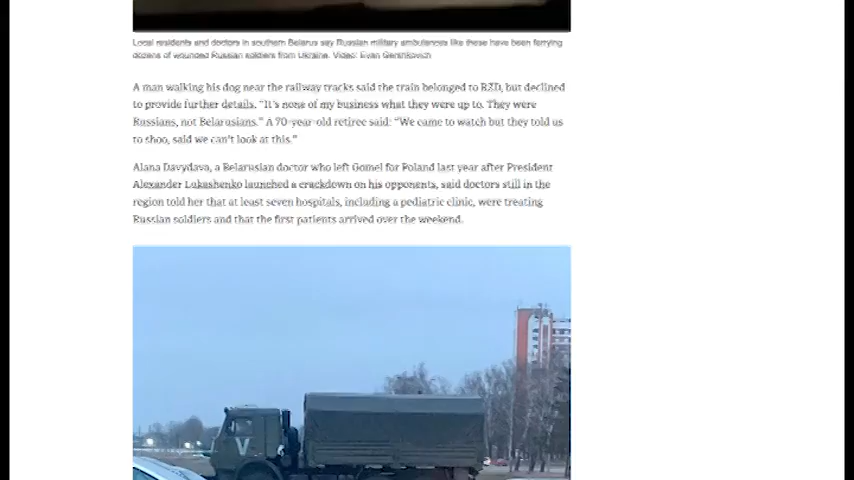 Local residents and doctors in southern Belarus say Russian military ambulances like these have been ferrying
dozens of wounded Russian soldiers from Ukraine. Video: Evan Gershkovich
A man walking his dog near the railway tracks said the train belonged to RZD, but declined
to provide further details. “It’s none of my business what they were up to. They were
Russians, not Belarusians.” A 70-year-old retiree said: “We came to watch but they told us
to shoo, said we can’t look at this.”
Alana Davydava, a Belarusian doctor who left Gomel for Poland last year after President
Alexander Lukashenko launched a crackdown on his opponents, said doctors still in the
region told her that at least seven hospitals, including a pediatric clinic, were treating
Russian soldiers and that the first patients arrived over the weekend.
V